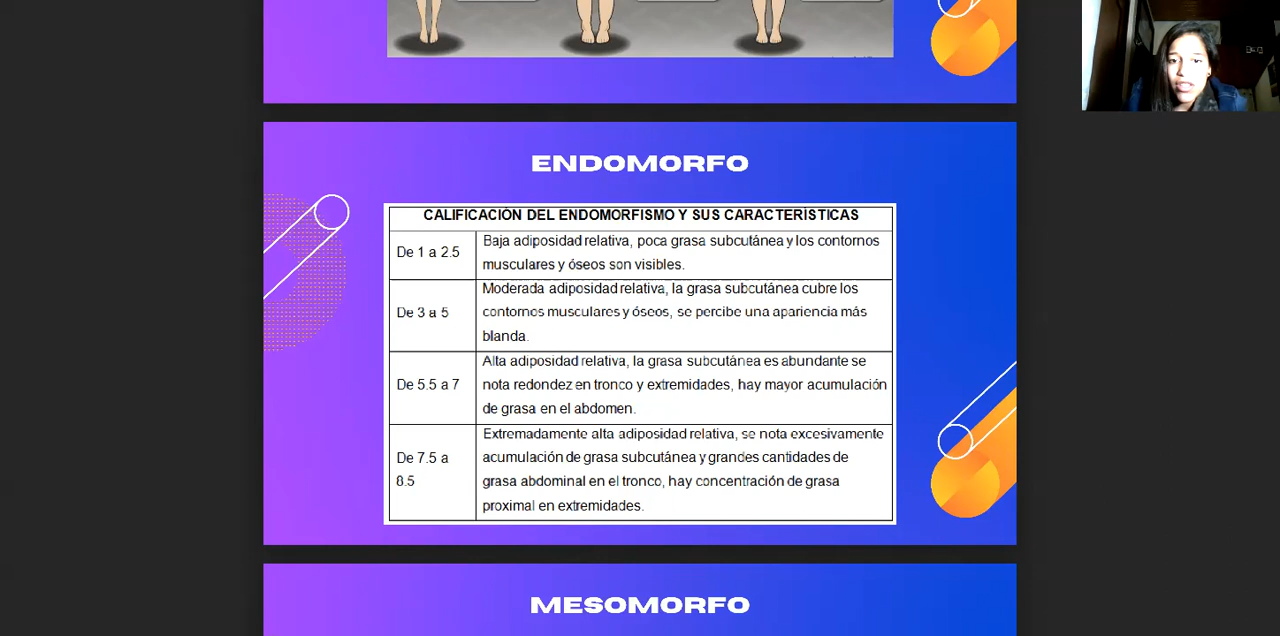 ENDOMORFO
CALIFICACIÓN DEL ENDOMORFISMO Y SUS CARACTERÍSTICAS
De 1 a 2.5
Baja adiposidad relativa, poca grasa subcutánea y los contornos
musculares y óseos son visibles.
De 3 a 5
Moderada adiposidad relativa, la grasa subcutánea cubre los
contornos musculares y óseos, se percibe una apariencia más
blanda.
De 5.5 a 7
Alta adiposidad relativa, la grasa subcutánea es abundante se
nota redondez en tronco y extremidades, hay mayor acumulación
de grasa en el abdomen.
De 7.5 a
8.5
Extremadamente alta adiposidad relativa, se nota excesivamente
acumulación de grasa subcutánea y grandes cantidades de
grasa abdominal en el tronco, hay concentración de grasa
proximal en extremidades.
MESOMORFO